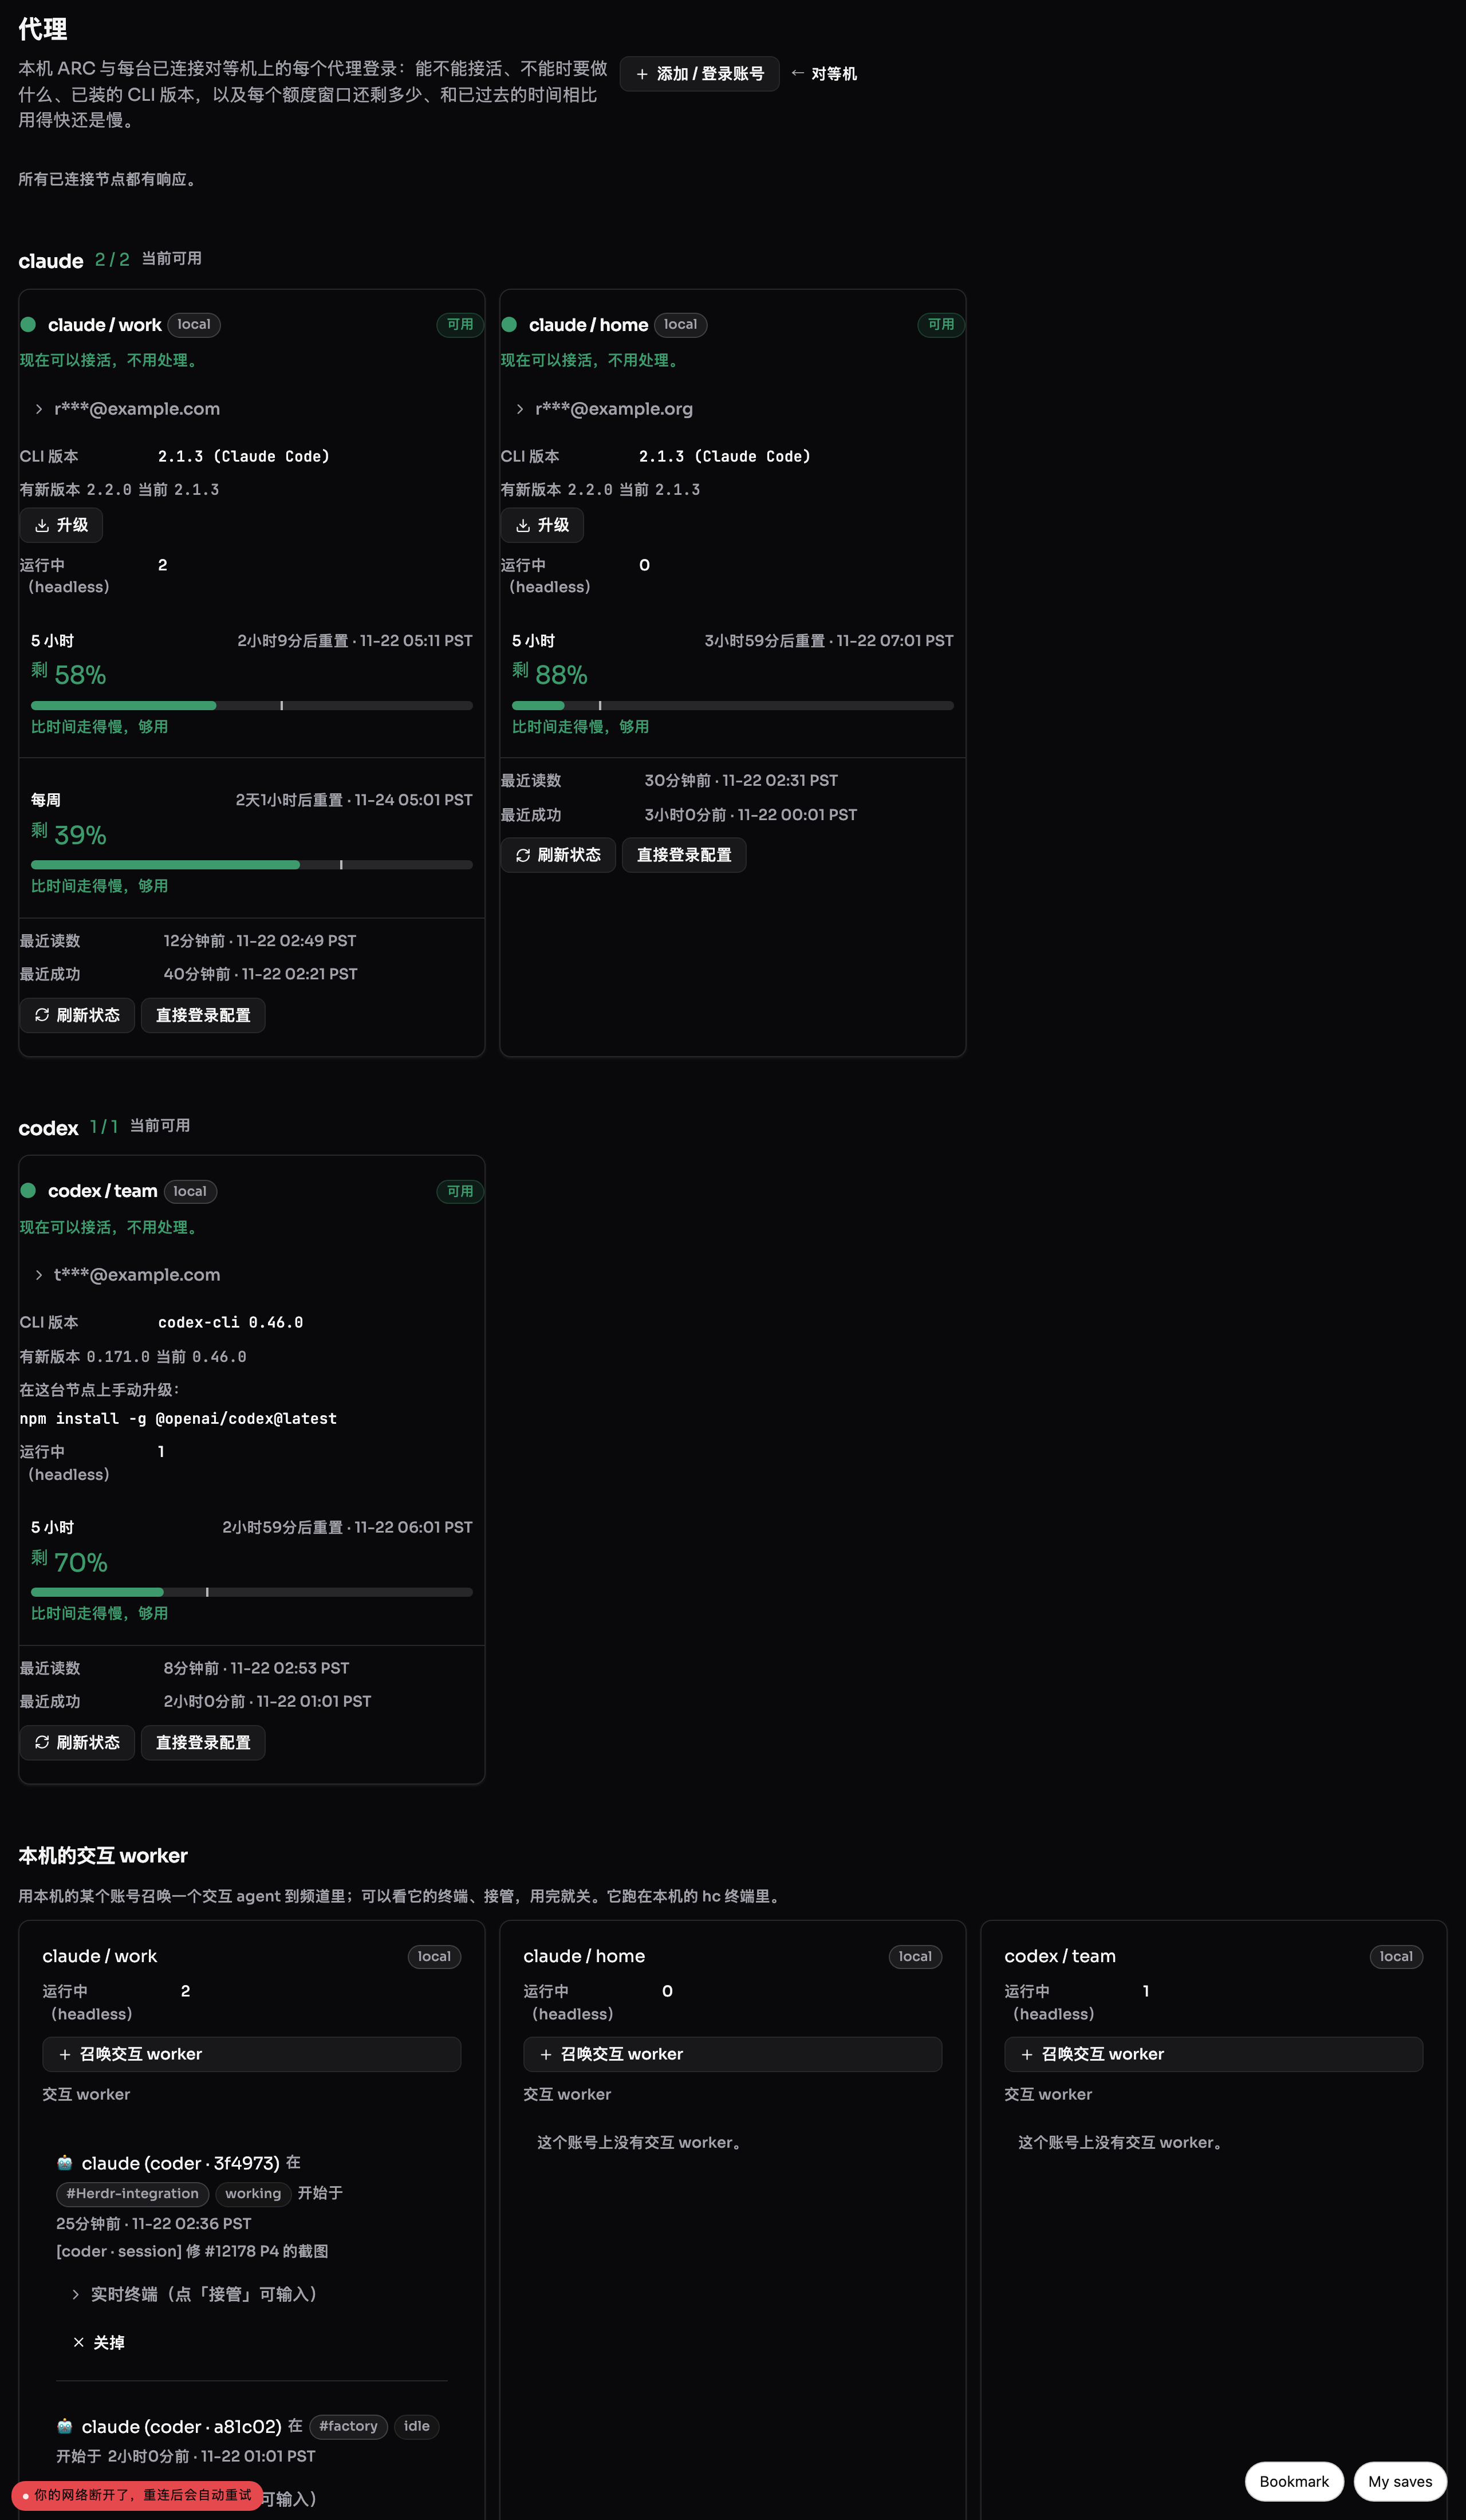 代理
本机 ARC 与每台已连接对等机上的每个代理登录：能不能接活、不能时要做
什么、已装的 CLI 版本，以及每个额度窗口还剩多少、和已过去的时间相比
用得快还是慢。
+ 添加 / 登录账号
← 对等机
所有已连接节点都有响应。
claude 2 / 2 当前可用
claude / work local 可用
现在可以接活，不用处理。
r***@example.com
CLI 版本 2.1.3 (Claude Code)
有新版本 2.2.0 当前 2.1.3
升级
运行中 2
（headless）
5 小时 2小时9分后重置 · 11-22 05:11 PST
剩 58%
比时间走得慢，够用
每周 2天1小时后重置 · 11-24 05:01 PST
剩 39%
比时间走得慢，够用
最近读数 12分钟前 · 11-22 02:49 PST
最近成功 40分钟前 · 11-22 02:21 PST
刷新状态 直接登录配置
claude / home local 可用
现在可以接活，不用处理。
r***@example.org
CLI 版本 2.1.3 (Claude Code)
有新版本 2.2.0 当前 2.1.3
升级
运行中 0
（headless）
5 小时 3小时59分后重置 · 11-22 07:01 PST
剩 88%
比时间走得慢，够用
最近读数 30分钟前 · 11-22 02:31 PST
最近成功 3小时0分前 · 11-22 00:01 PST
刷新状态 直接登录配置
codex 1 / 1 当前可用
codex / team local 可用
现在可以接活，不用处理。
t***@example.com
CLI 版本 codex-cli 0.46.0
有新版本 0.171.0 当前 0.46.0
在这台节点上手动升级：
npm install -g @openai/codex@latest
运行中 1
（headless）
5 小时 2小时59分后重置 · 11-22 06:01 PST
剩 70%
比时间走得慢，够用
最近读数 8分钟前 · 11-22 02:53 PST
最近成功 2小时0分前 · 11-22 01:01 PST
刷新状态 直接登录配置
本机的交互 worker
用本机的某个账号召唤一个交互 agent 到频道里；可以看它的终端、接管，用完就关。它跑在本机的 hc 终端里。
claude / work local
运行中 2
（headless）
+ 召唤交互 worker
交互 worker
claude (coder · 3f4973) 在
#Herdr-integration working 开始于
25分钟前 · 11-22 02:36 PST
[coder · session] 修 #12178 P4 的截图
实时终端（点「接管」可输入）
× 关掉
claude (coder · a81c02) 在 #factory idle
开始于 2小时0分前 · 11-22 01:01 PST
可输入）
claude / home local
运行中 0
（headless）
+ 召唤交互 worker
交互 worker
这个账号上没有交互 worker。
codex / team local
运行中 1
（headless）
+ 召唤交互 worker
交互 worker
这个账号上没有交互 worker。
你的网络断开了，重连后会自动重试
Bookmark
My saves